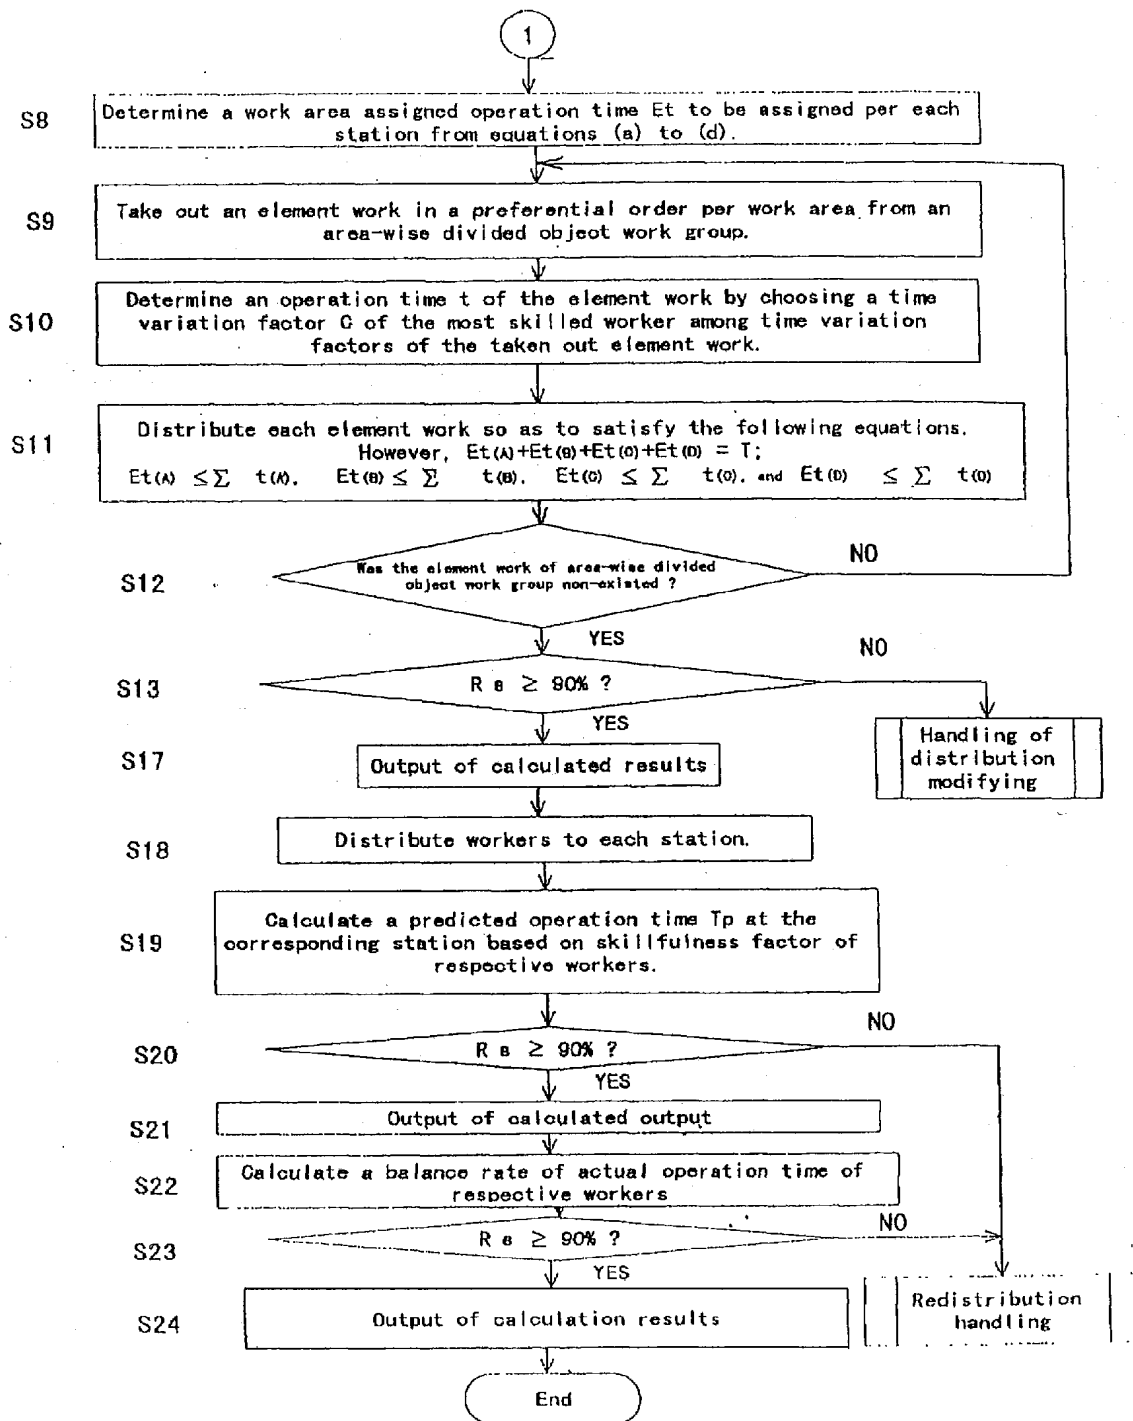 1
S8
Determine a work area assigned operation time Et to be assigned per each
station from equations (a) to (d).
S9
Take out an element work in a preferential order per work area from an
area-wise divided object work group.
S10
Determine an operation time t of the element work by choosing a time
variation factor C of the most skilled worker among time variation
factors of the taken out element work.
S11
Distribute each element work so as to satisfy the following equations.
However, Et(A)+Et(B)+Et(C)+Et(D) = T;
Et(A) ≤ Σ t(A). Et(B) ≤ Σ t(B). Et(C) ≤ Σ t(C). and Et(D) ≤ Σ t(D)
S12
Was the element work of area-wise divided
object work group non-existed ?
NO
YES
S13
R B ≥ 90% ?
NO
YES
Handling of
distribution
modifying
S17
Output of calculated results
S18
Distribute workers to each station.
S19
Calculate a predicted operation time Tp at the
corresponding station based on skillfulness factor of
respective workers.
S20
R B ≥ 90% ?
NO
YES
S21
Output of calculated output
S22
Calculate a balance rate of actual operation time of
respective workers
S23
R B ≥ 90% ?
NO
YES
S24
Output of calculation results
Redistribution
handling
End